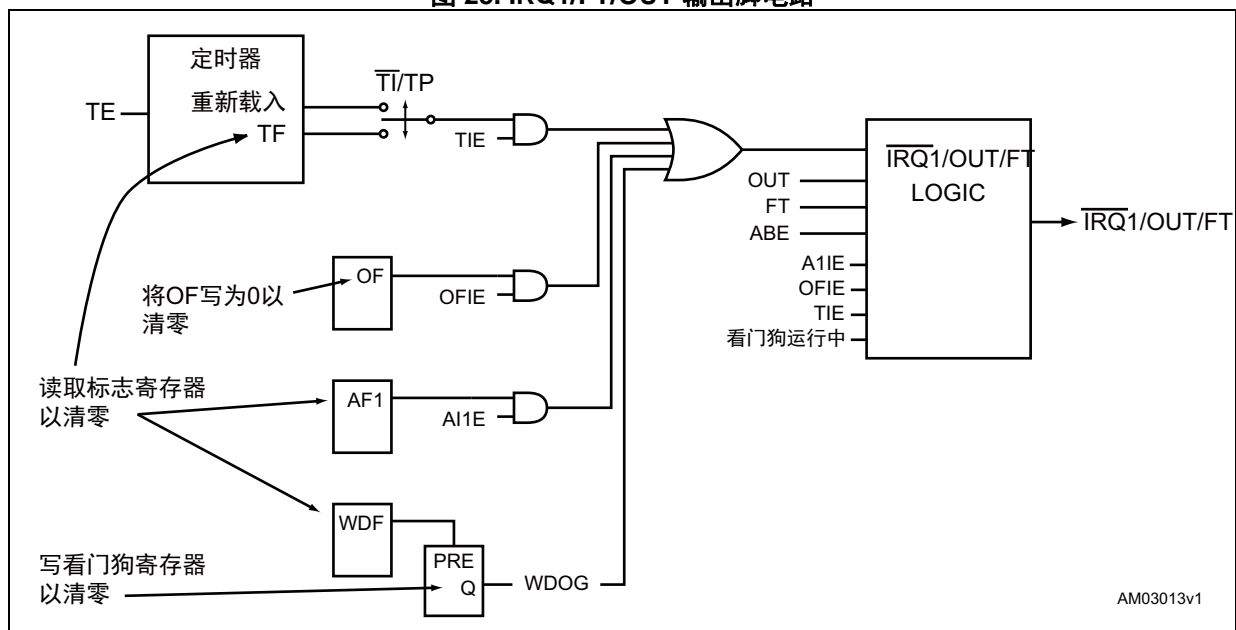 定时器
重新载入
TF
TE
TI/TP
TIE
IRQ1/OUT/FT
LOGIC
OUT
FT
ABE
A1IE
OFIE
TIE
看门狗运行中
IRQ1/OUT/FT
OF
OFIE
将OF写为0以
清零
读取标志寄存器
以清零
AF1
AI1E
WDF
PRE
Q
WDOG
写看门狗寄存器
以清零
AM03013v1